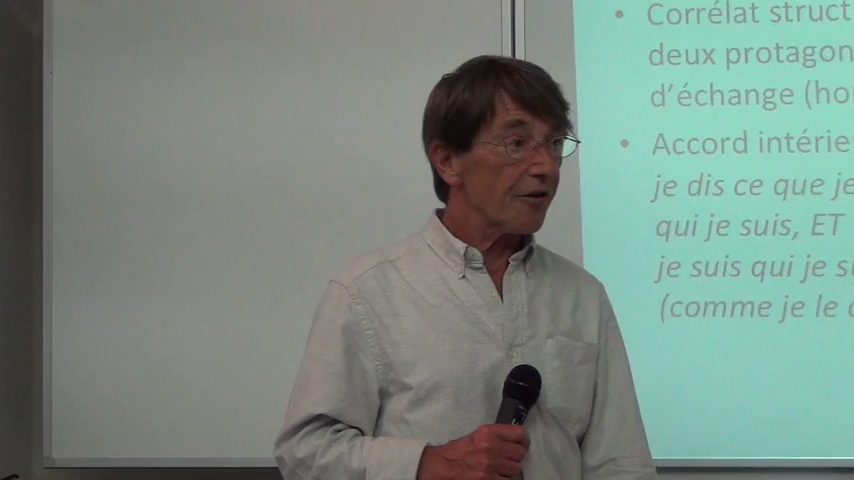 • Corrélat struct
deux protagon
d'échange (ho
• Accord intérie
je dis ce que je
qui je suis, ET
je suis qui je s
(comme je le